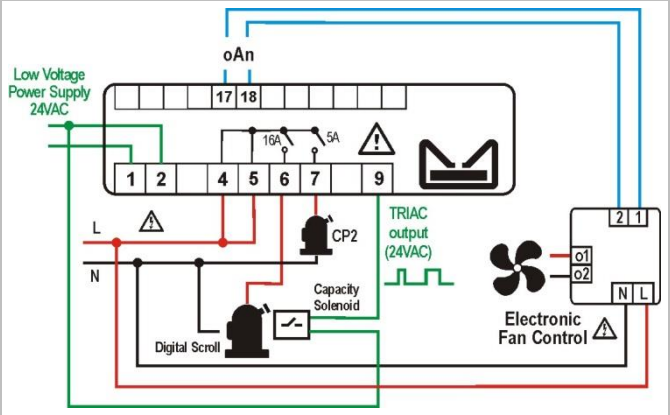 oAn
Low Voltage
Power Supply
24VAC
17 18
16A
5A
!
1 2 4 5 6 7 9
TRIAC
output
(24VAC)
2 1
L
CP2
N
o1
o2
Capacity
Solenoid
N L
Electronic
Fan Control
Digital Scroll